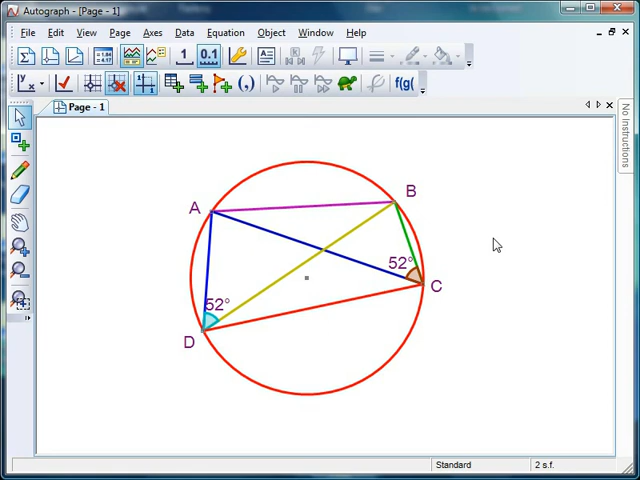 Autograph - [Page - 1]
File Edit View Page Axes Data Equation Object Window Help
1 0.1
y x f(g(
Page - 1
No Instructions
A
B
52°
C
52°
D
Standard 2 s.f.